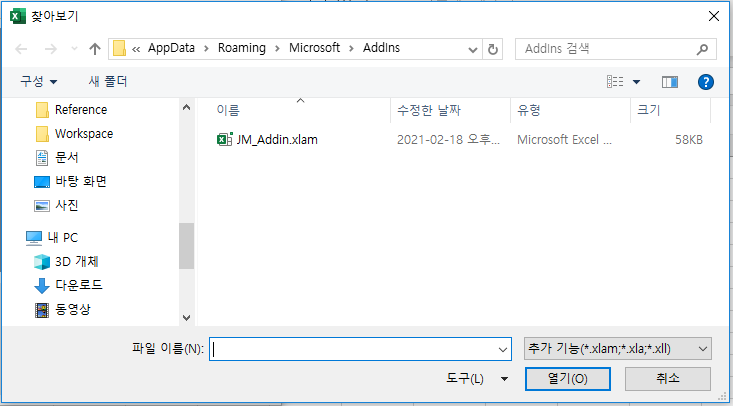 찾아보기
« AppData > Roaming > Microsoft > AddIns
AddIns 검색
구성 새 폴더
이름 수정한 날짜 유형 크기
Reference
Workspace
문서
바탕 화면
사진
내 PC
3D 개체
다운로드
동영상
JM_Addin.xlam 2021-02-18 오후... Microsoft Excel ... 58KB
파일 이름(N):
추가 기능(*.xlam;*.xla;*.xll)
도구(L) 열기(O) 취소